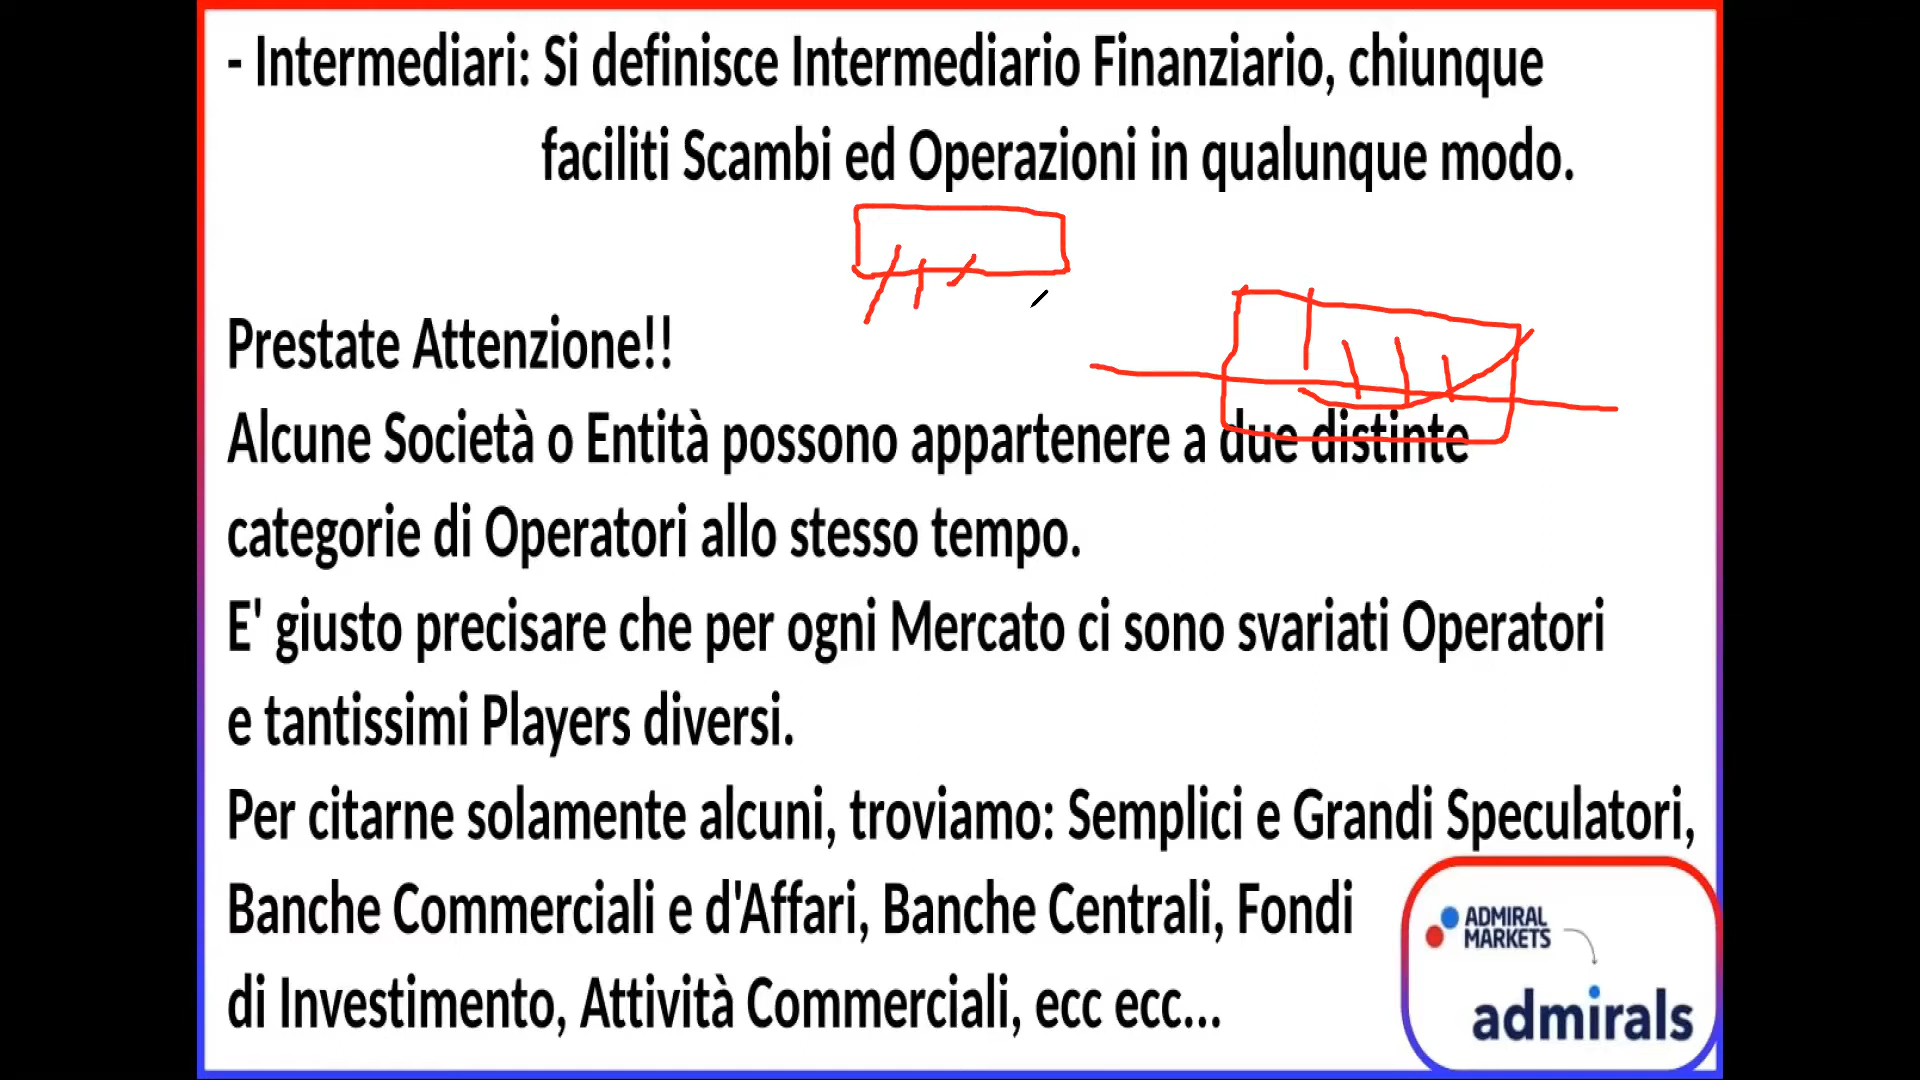 - Intermediari: Si definisce Intermediario Finanziario, chiunque
faciliti Scambi ed Operazioni in qualunque modo.
Prestate Attenzione!!
Alcune Società o Entità possono appartenere a due distinte
categorie di Operatori allo stesso tempo.
E' giusto precisare che per ogni Mercato ci sono svariati Operatori
e tantissimi Players diversi.
Per citarne solamente alcuni, troviamo: Semplici e Grandi Speculatori,
Banche Commerciali e d'Affari, Banche Centrali, Fondi
di Investimento, Attività Commerciali, ecc ecc...
ADMIRAL
MARKETS
admirals